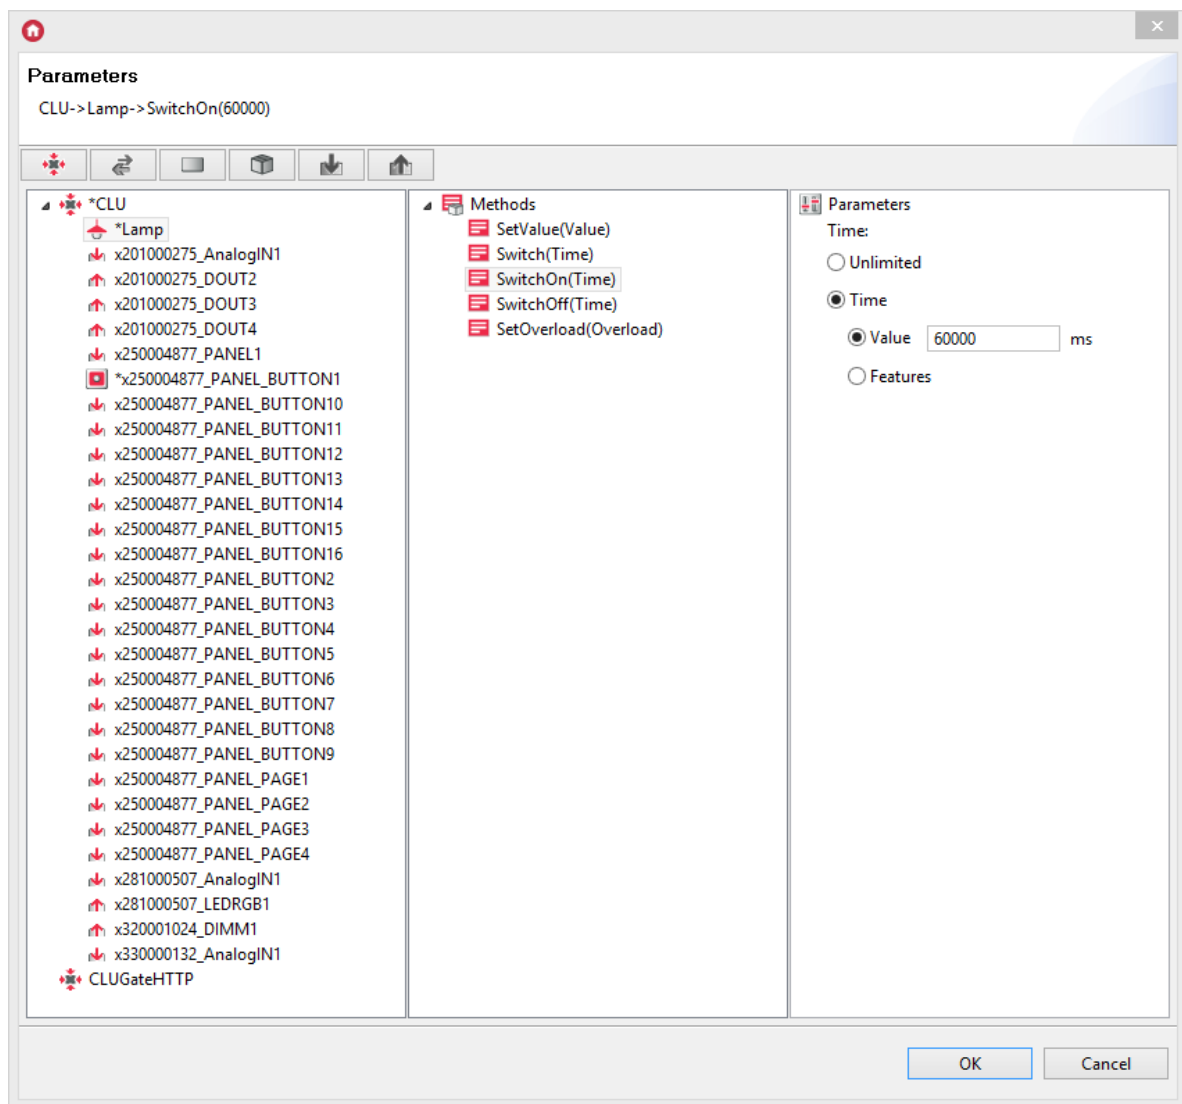 Parameters
CLU->Lamp->SwitchOn(60000)
*CLU
*Lamp
x201000275_AnalogIN1
x201000275_DOUT2
x201000275_DOUT3
x201000275_DOUT4
x250004877_PANEL1
*x250004877_PANEL_BUTTON1
x250004877_PANEL_BUTTON10
x250004877_PANEL_BUTTON11
x250004877_PANEL_BUTTON12
x250004877_PANEL_BUTTON13
x250004877_PANEL_BUTTON14
x250004877_PANEL_BUTTON15
x250004877_PANEL_BUTTON16
x250004877_PANEL_BUTTON2
x250004877_PANEL_BUTTON3
x250004877_PANEL_BUTTON4
x250004877_PANEL_BUTTON5
x250004877_PANEL_BUTTON6
x250004877_PANEL_BUTTON7
x250004877_PANEL_BUTTON8
x250004877_PANEL_BUTTON9
x250004877_PANEL_PAGE1
x250004877_PANEL_PAGE2
x250004877_PANEL_PAGE3
x250004877_PANEL_PAGE4
x281000507_AnalogIN1
x281000507_LEDRGB1
x320001024_DIMM1
x330000132_AnalogIN1
CLUGateHTTP
Methods
SetValue(Value)
Switch(Time)
SwitchOn(Time)
SwitchOff(Time)
SetOverload(Overload)
Parameters
Time:
Unlimited
Time
Value 60000 ms
Features
OK Cancel